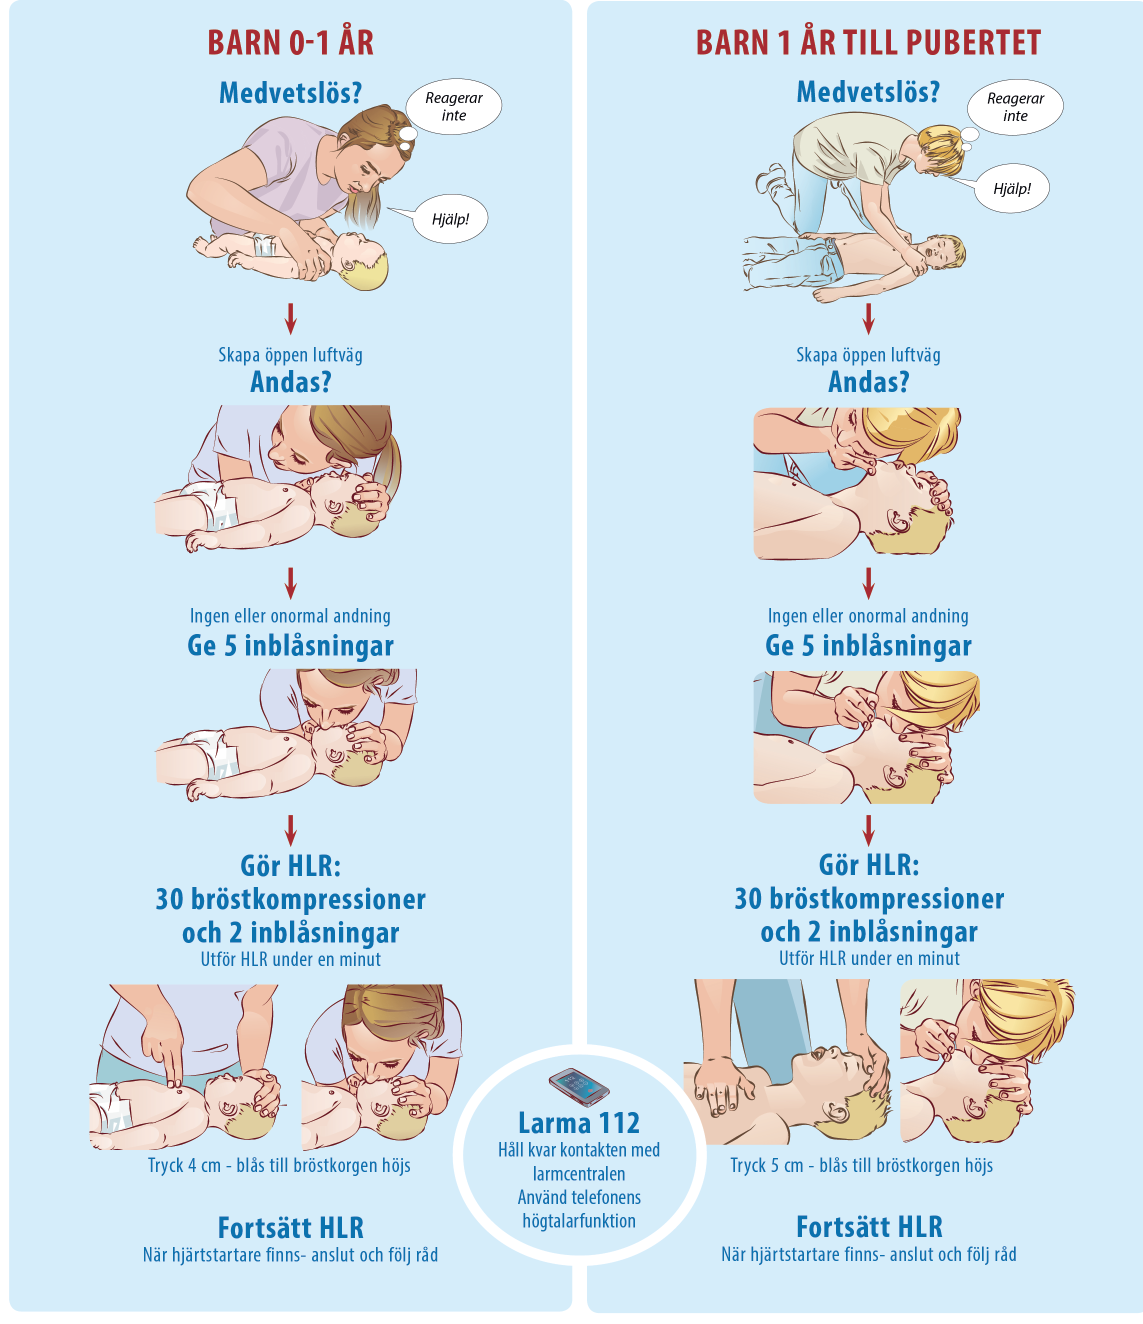 BARN 0-1 ÅR
Medvetslös?
Reagerar
inte
Hjälp!
Skapa öppen luftväg
Andas?
Ingen eller onormal andning
Ge 5 inblåsningar
Gör HLR:
30 bröstkompressioner
och 2 inblåsningar
Utför HLR under en minut
Tryck 4 cm - blås till bröstkorgen höjs
Fortsätt HLR
När hjärtstartare finns- anslut och följ råd
BARN 1 ÅR TILL PUBERTET
Medvetslös?
Reagerar
inte
Hjälp!
Skapa öppen luftväg
Andas?
Ingen eller onormal andning
Ge 5 inblåsningar
Gör HLR:
30 bröstkompressioner
och 2 inblåsningar
Utför HLR under en minut
Tryck 5 cm - blås till bröstkorgen höjs
Fortsätt HLR
När hjärtstartare finns- anslut och följ råd
Larma 112
Håll kvar kontakten med
larmcentralen
Använd telefonens
högtalarfunktion